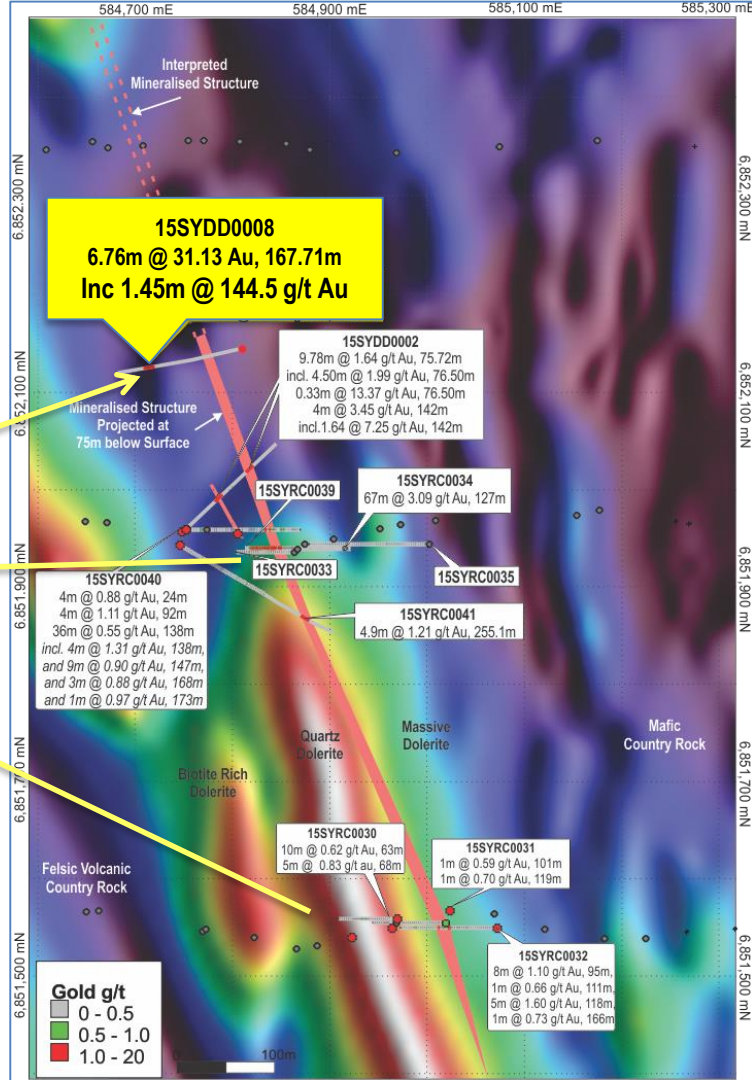 584,700 mE
584,900 mE
585,100 mE
585,300 mE
Interpreted
Mineralised Structure
6,852,300 mN
6,852,300 mN
15SYDD0008
6.76m @ 31.13 Au, 167.71m
Inc 1.45m @ 144.5 g/t Au
15SYDD0002
9.78m @ 1.64 g/t Au, 75.72m
incl. 4.50m @ 1.99 g/t Au, 76.50m
0.33m @ 13.37 g/t Au, 76.50m
4m @ 3.45 g/t Au, 142m
incl.1.64 @ 7.25 g/t Au, 142m
6,852,100 mN
6,852,100 mN
Mineralised Structure
Projected at
75m below Surface
15SYRC0039
15SYRC0034
67m @ 3.09 g/t Au, 127m
15SYRC0033
15SYRC0035
6,851,900 mN
6,851,900 mN
15SYRC0040
4m @ 0.88 g/t Au, 24m
4m @ 1.11 g/t Au, 92m
36m @ 0.55 g/t Au, 138m
incl. 4m @ 1.31 g/t Au, 138m,
and 9m @ 0.90 g/t Au, 147m,
and 3m @ 0.88 g/t Au, 168m
and 1m @ 0.97 g/t Au, 173m
15SYRC0041
4.9m @ 1.21 g/t Au, 255.1m
Quartz
Dolerite
Massive
Dolerite
Mafic
Country Rock
Biotite Rich
Dolerite
6,851,700 mN
6,851,700 mN
15SYRC0030
10m @ 0.62 g/t Au, 63m
5m @ 0.83 g/t au, 68m
15SYRC0031
1m @ 0.59 g/t Au, 101m
1m @ 0.70 g/t Au, 119m
Felsic Volcanic
Country Rock
15SYRC0032
8m @ 1.10 g/t Au, 95m,
1m @ 0.66 g/t Au, 111m,
5m @ 1.60 g/t Au, 118m,
1m @ 0.73 g/t Au, 166m
6,851,500 mN
6,851,500 mN
Gold g/t
0 - 0.5
0.5 - 1.0
1.0 - 20
0
100m